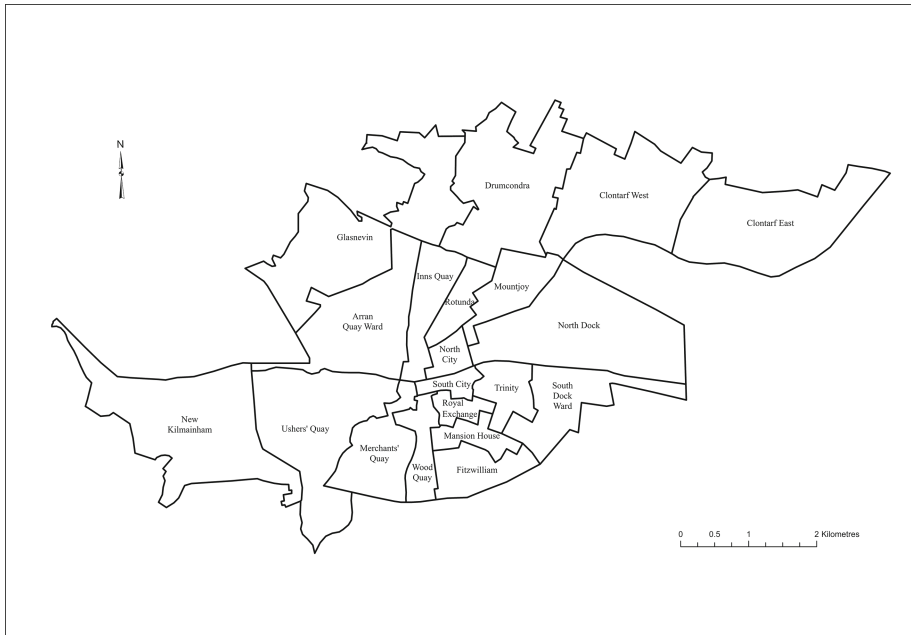 N
Drumcondra
Clontarf West
Clontarf East
Glasnevin
Inns Quay
Mountjoy
Rotunda
Arran
Quay Ward
North Dock
North
City
South City
Trinity
South
Dock
Ward
Royal
Exchange
New
Kilmainham
Ushers' Quay
Mansion House
Merchants'
Quay
Wood
Quay
Fitzwilliam
0 0.5 1 2 Kilometres